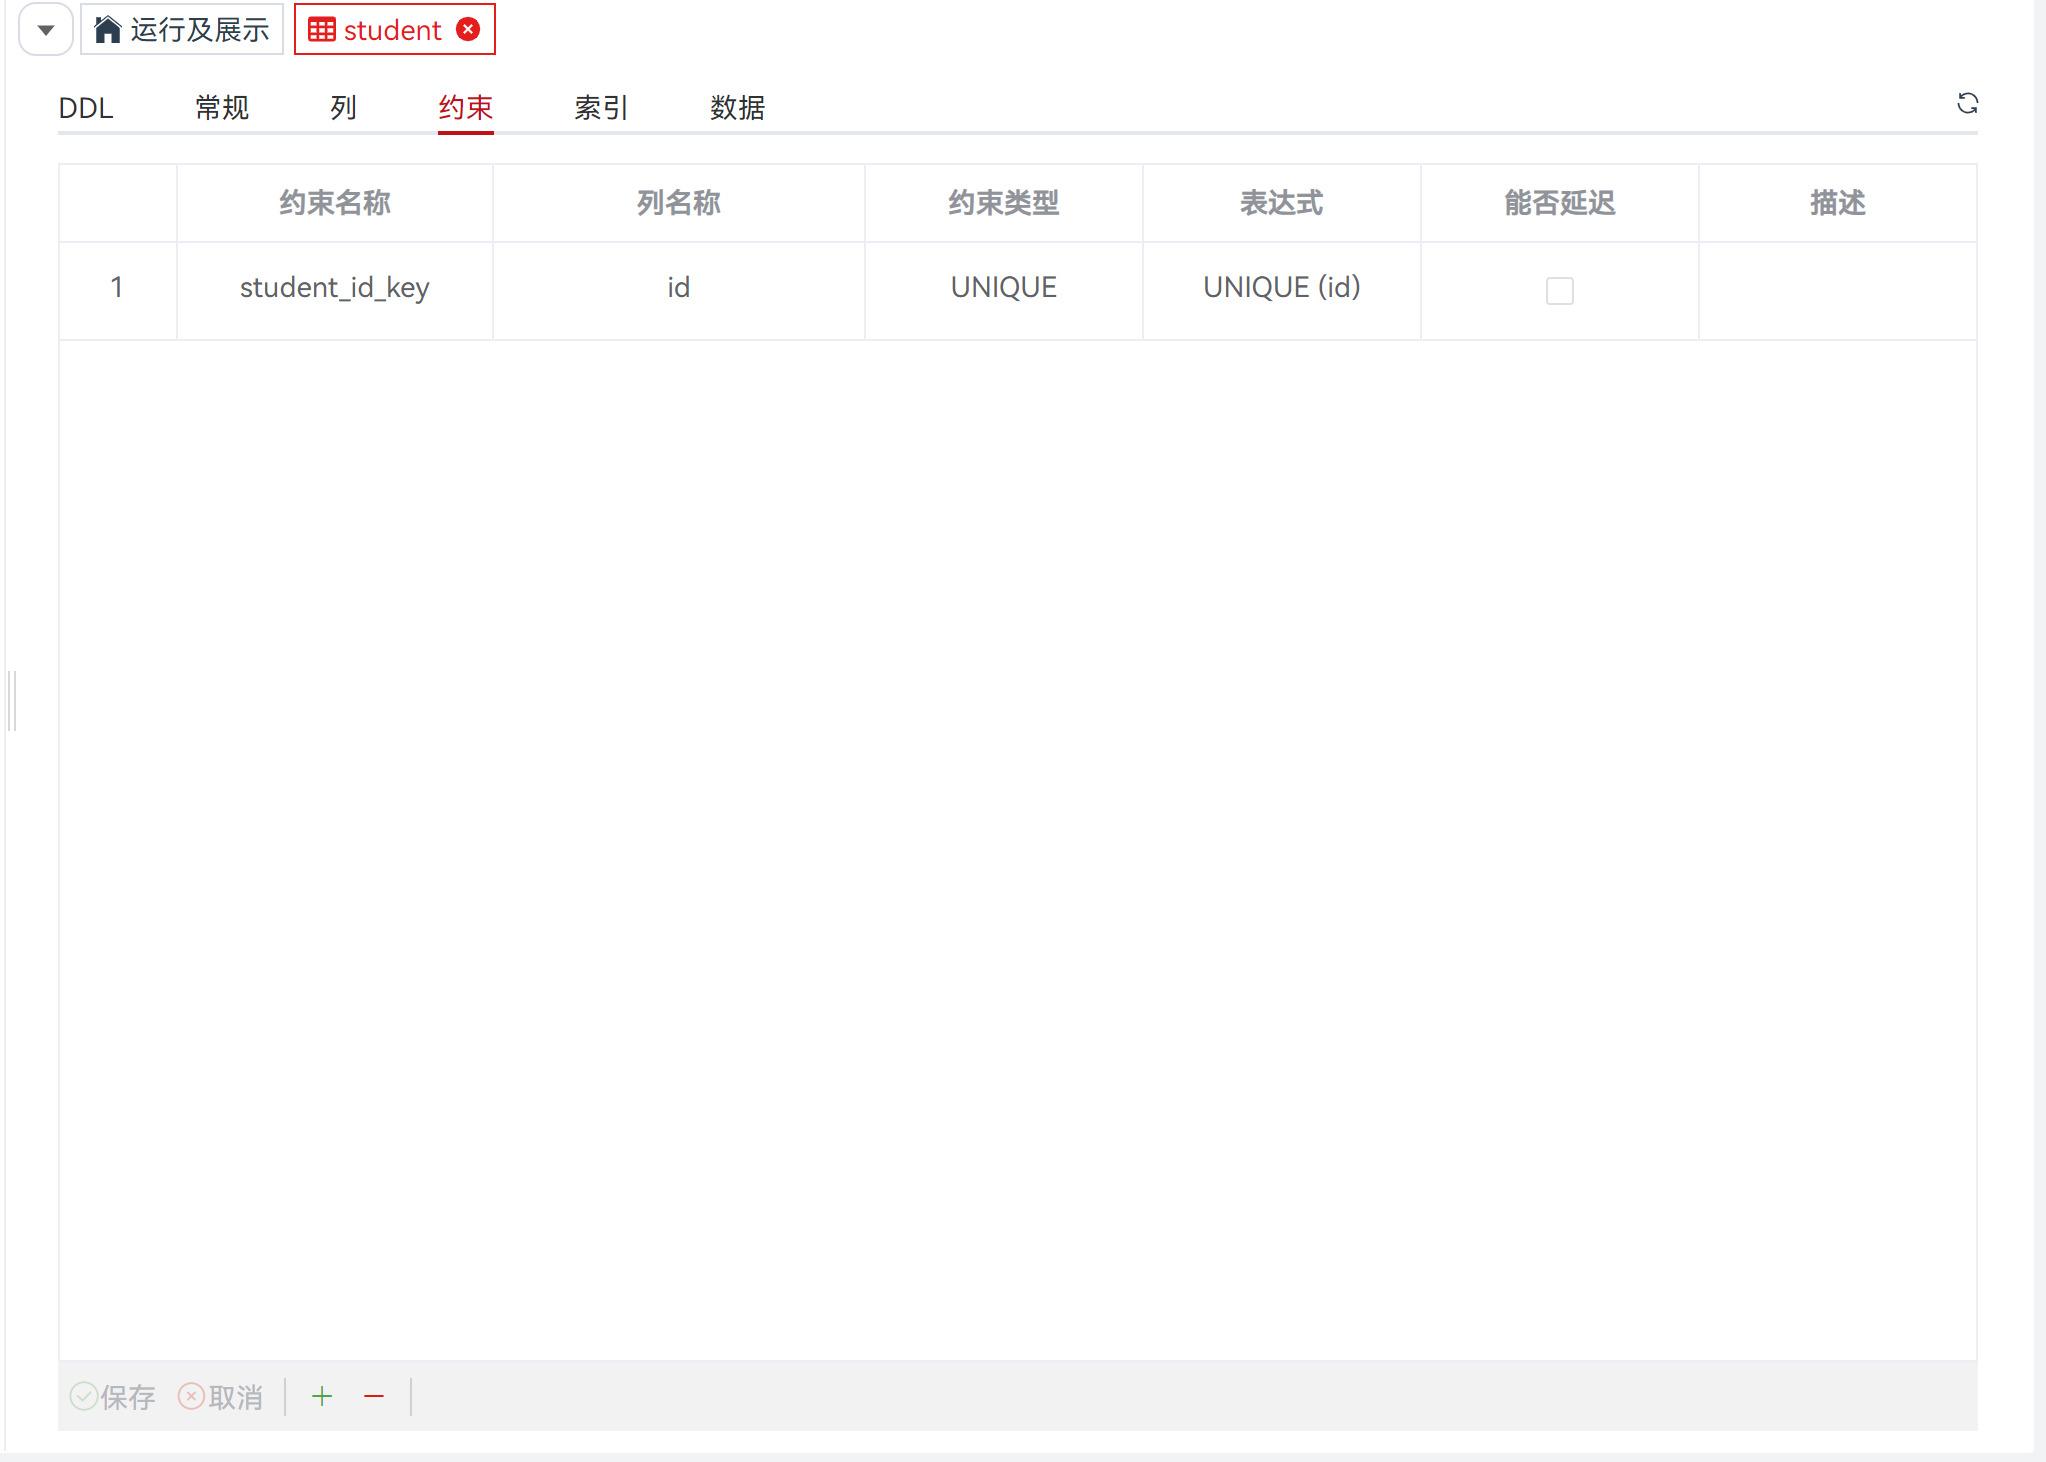 运行及展示 student
DDL 常规 列 约束 索引 数据
约束名称 列名称 约束类型 表达式 能否延迟 描述
1 student_id_key id UNIQUE UNIQUE (id)
保存 取消